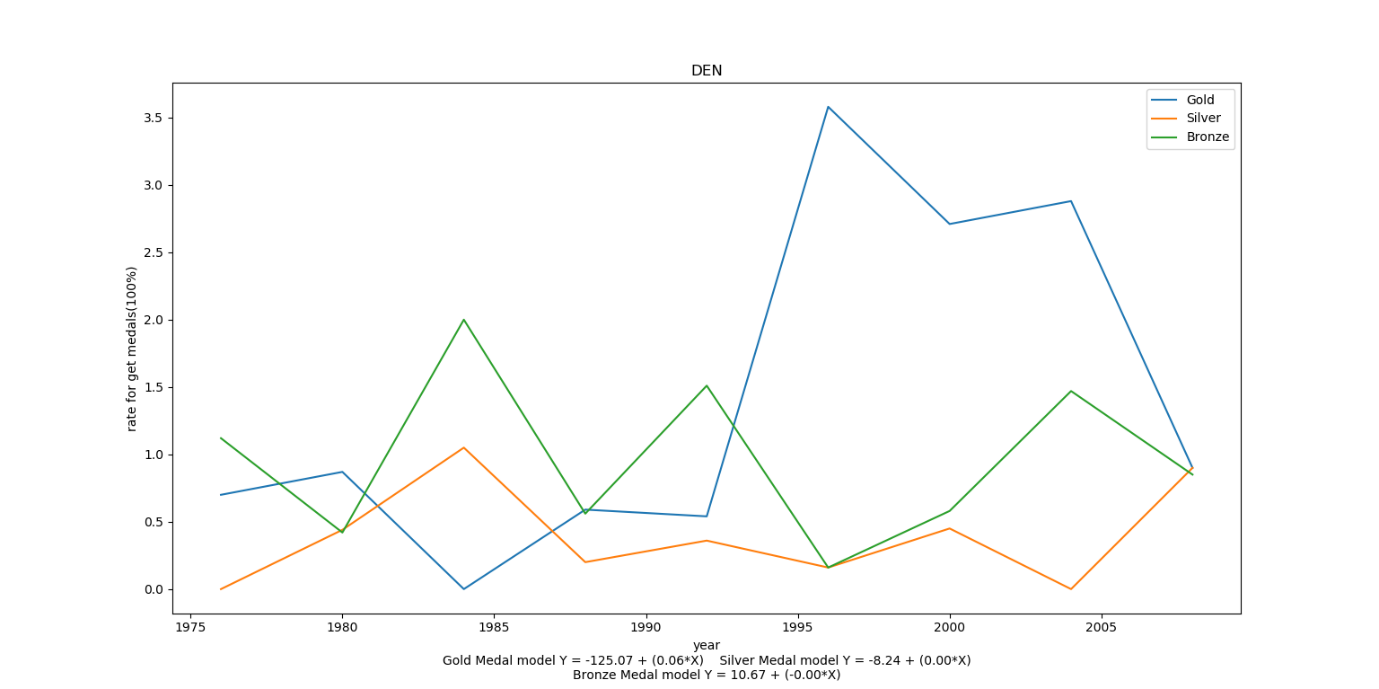 DEN
Gold
Silver
Bronze
rate for get medals(100%)
3.5
3.0
2.5
2.0
1.5
1.0
0.5
0.0
1975 1980 1985 1990 1995 2000 2005
year
Gold Medal model Y = -125.07 + (0.06*X) Silver Medal model Y = -8.24 + (0.00*X)
Bronze Medal model Y = 10.67 + (-0.00*X)